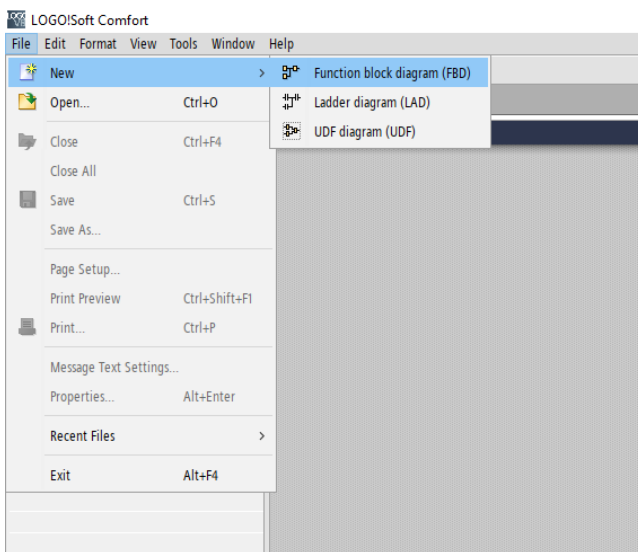 LOGO!Soft Comfort
File Edit Format View Tools Window Help
New > Function block diagram (FBD)
Open... Ctrl+O Ladder diagram (LAD)
Close Ctrl+F4 UDF diagram (UDF)
Close All
Save Ctrl+S
Save As...
Page Setup...
Print Preview Ctrl+Shift+F1
Print... Ctrl+P
Message Text Settings...
Properties... Alt+Enter
Recent Files >
Exit Alt+F4